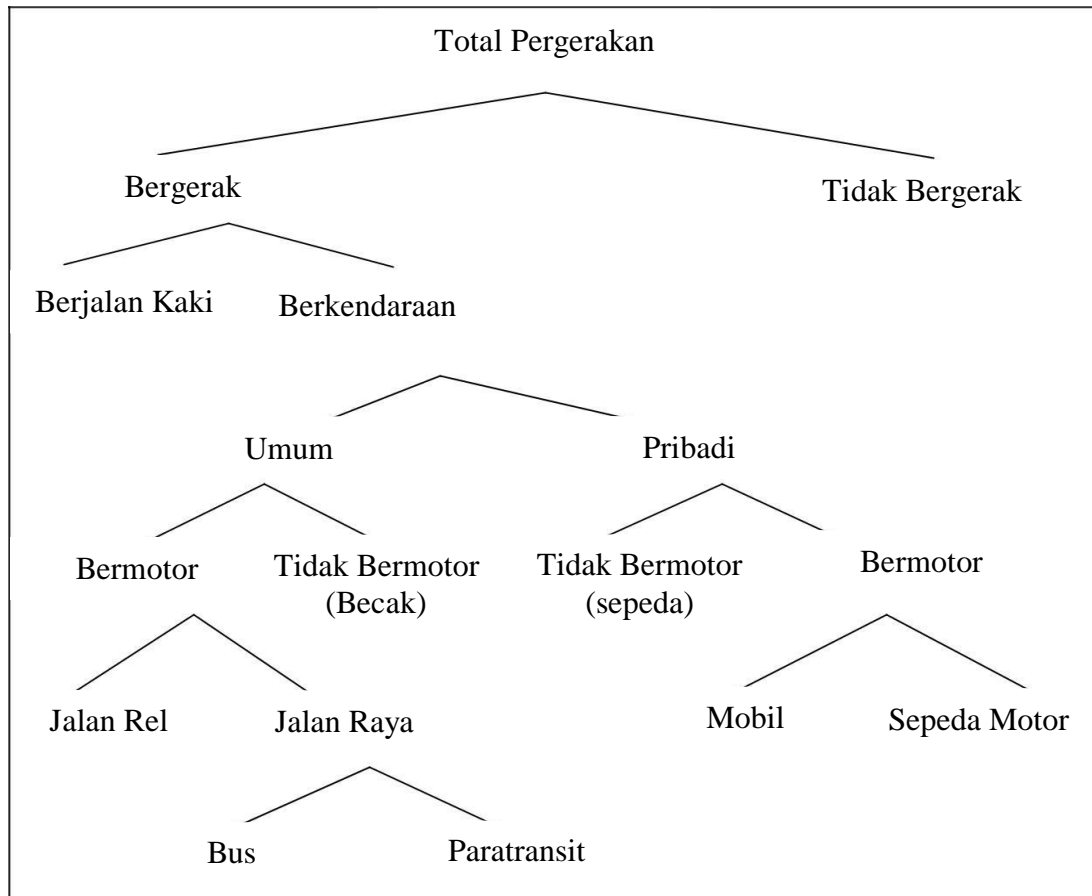 Total Pergerakan
Bergerak
Tidak Bergerak
Berjalan Kaki
Berkendaraan
Umum
Pribadi
Bermotor
Tidak Bermotor
(Becak)
Tidak Bermotor
(sepeda)
Bermotor
Jalan Rel
Jalan Raya
Mobil
Sepeda Motor
Bus
Paratransit